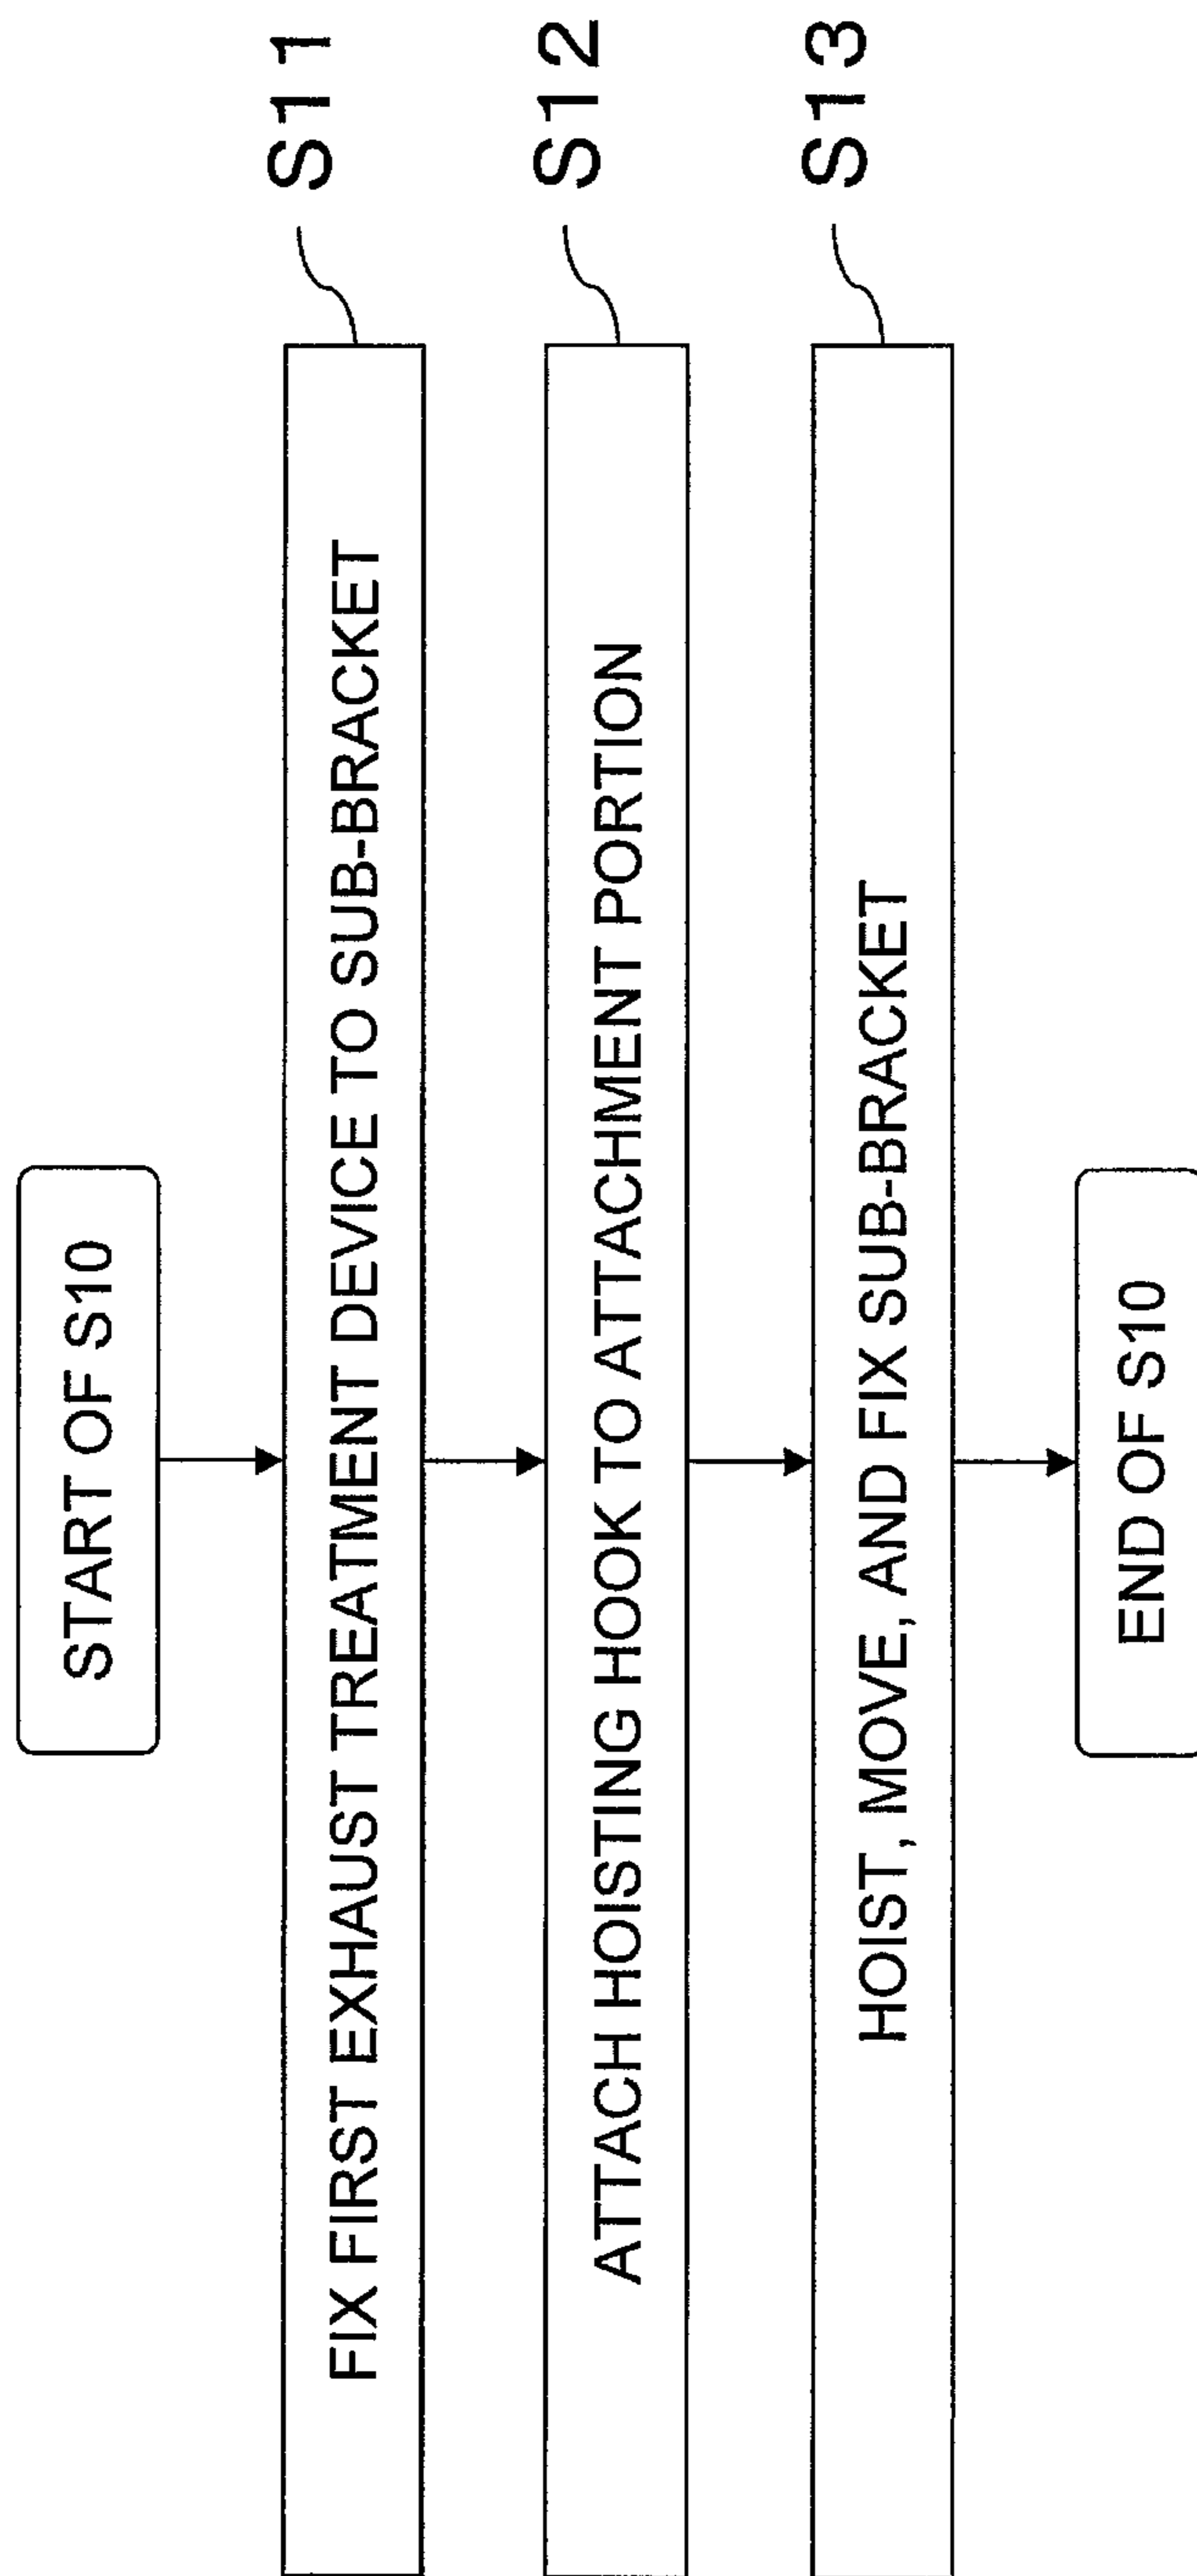 START OF S10
FIX FIRST EXHAUST TREATMENT DEVICE TO SUB-BRACKET
S11
ATTACH HOISTING HOOK TO ATTACHMENT PORTION
S12
HOIST, MOVE, AND FIX SUB-BRACKET
S13
END OF S10